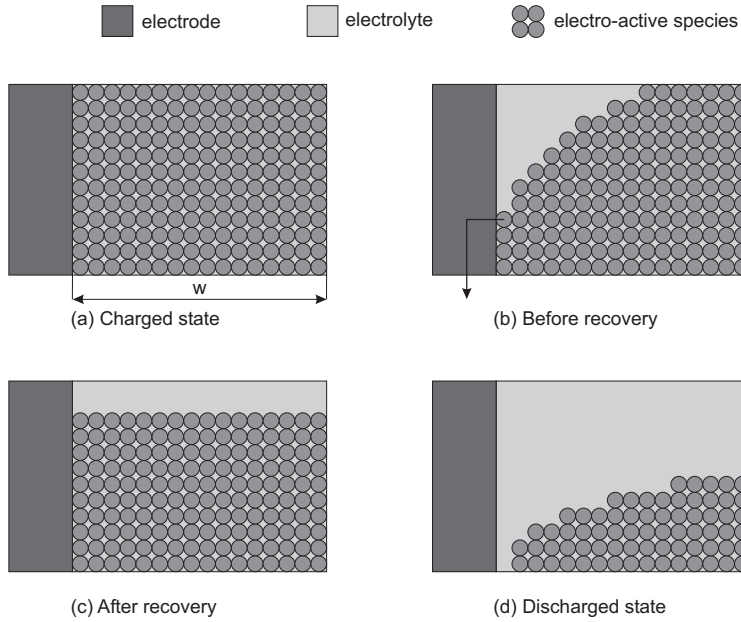 electrode electrolyte electro-active species
w
(a) Charged state (b) Before recovery
(c) After recovery (d) Discharged state